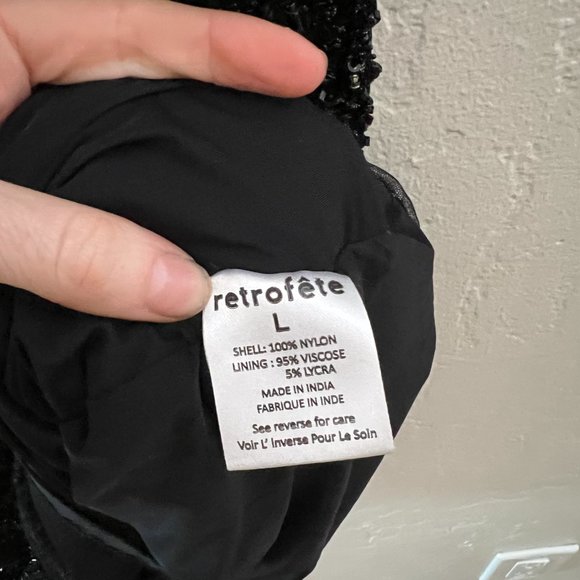 retrofête
L
SHELL: 100% NYLON
LINING : 95% VISCOSE
5% LYCRA
MADE IN INDIA
FABRIQUE IN INDE
See reverse for care
Voir L' Inverse Pour Le Soin